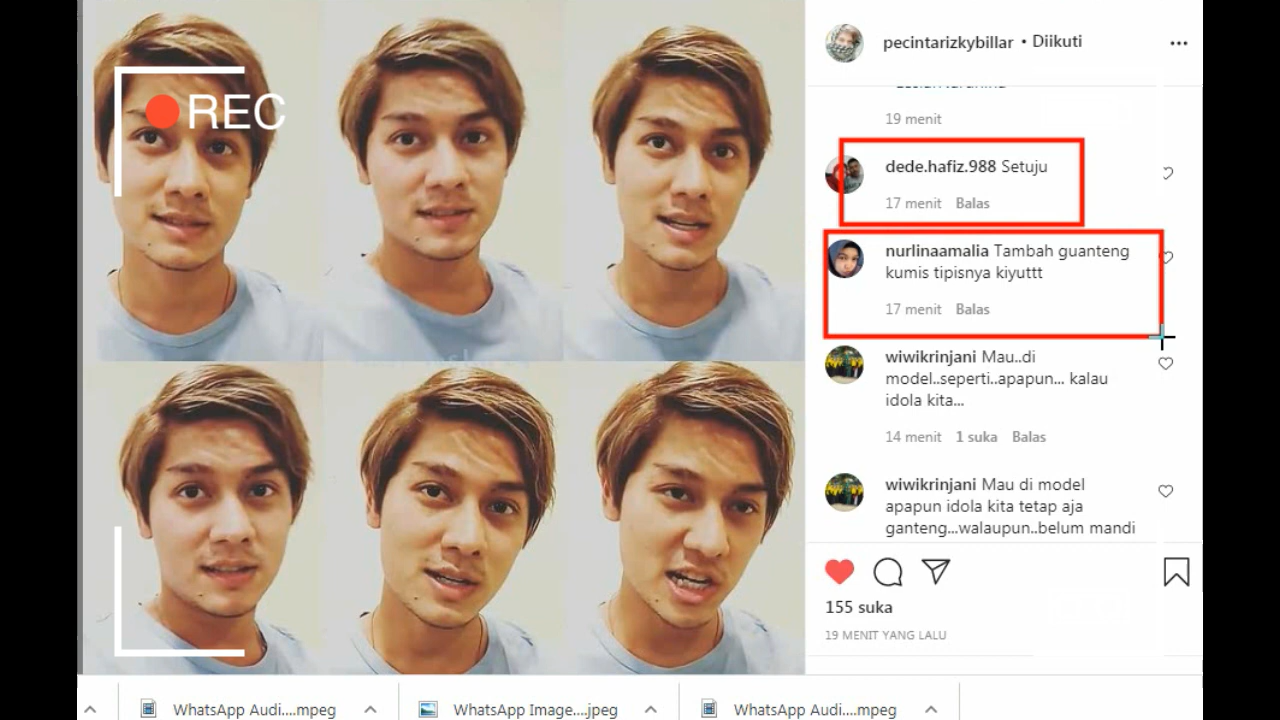 REC
pecintarizkybillar • Diikuti
19 menit
dede.hafiz.988 Setuju
17 menit Balas
nurlinaamalia Tambah guanteng
kumis tipisnya kiyuttt
17 menit Balas
wiwikrinjani Mau..di
model..seperti..apapun... kalau
idola kita...
14 menit 1 suka Balas
wiwikrinjani Mau di model
apapun idola kita tetap aja
ganteng...walaupun..belum mandi
155 suka
19 MENIT YANG LALU
WhatsApp Audi....mpeg
WhatsApp Image....jpeg
WhatsApp Audi....mpeg